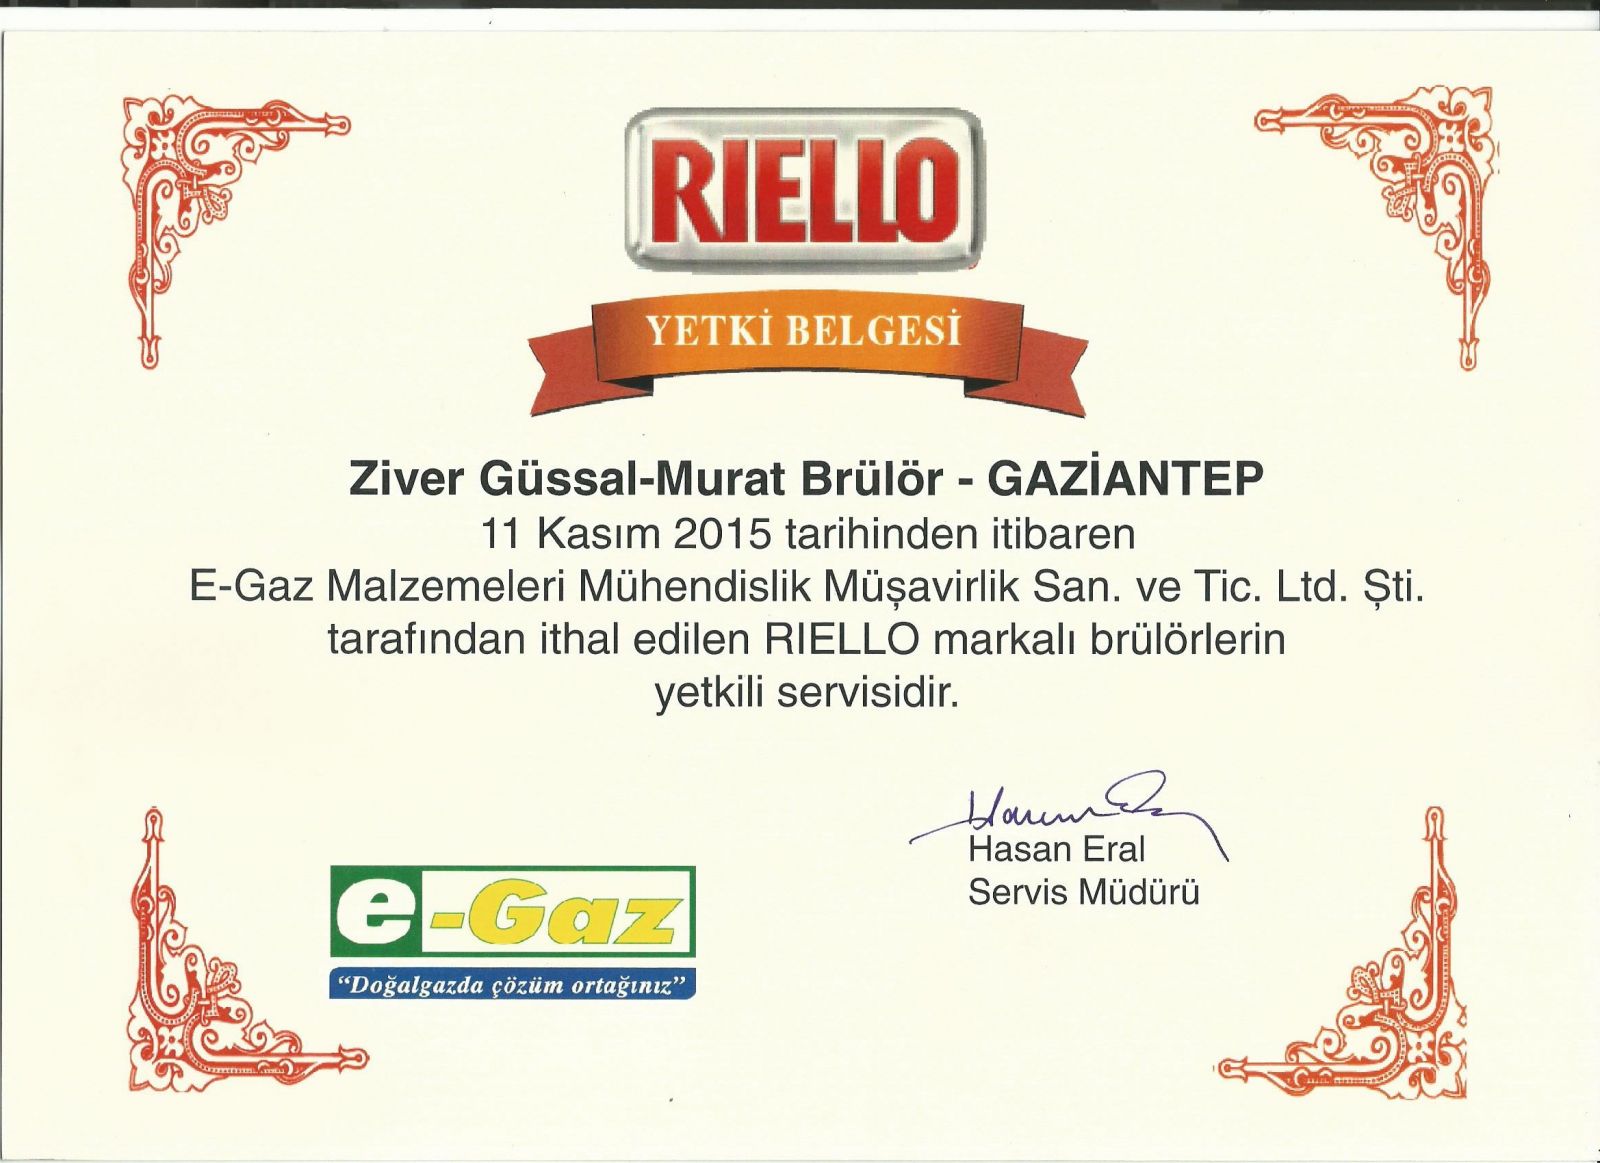 RIELLO
YETKİ BELGESİ
Ziver Güssal-Murat Brülör - GAZİANTEP
11 Kasım 2015 tarihinden itibaren
E-Gaz Malzemeleri Mühendislik Müşavirlik San. ve Tic. Ltd. Şti.
tarafından ithal edilen RIELLO markalı brülörlerin
yetkili servisidir.
Hasan Eral
Servis Müdürü
e-Gaz
“Doğalgazda çözüm ortağınız”